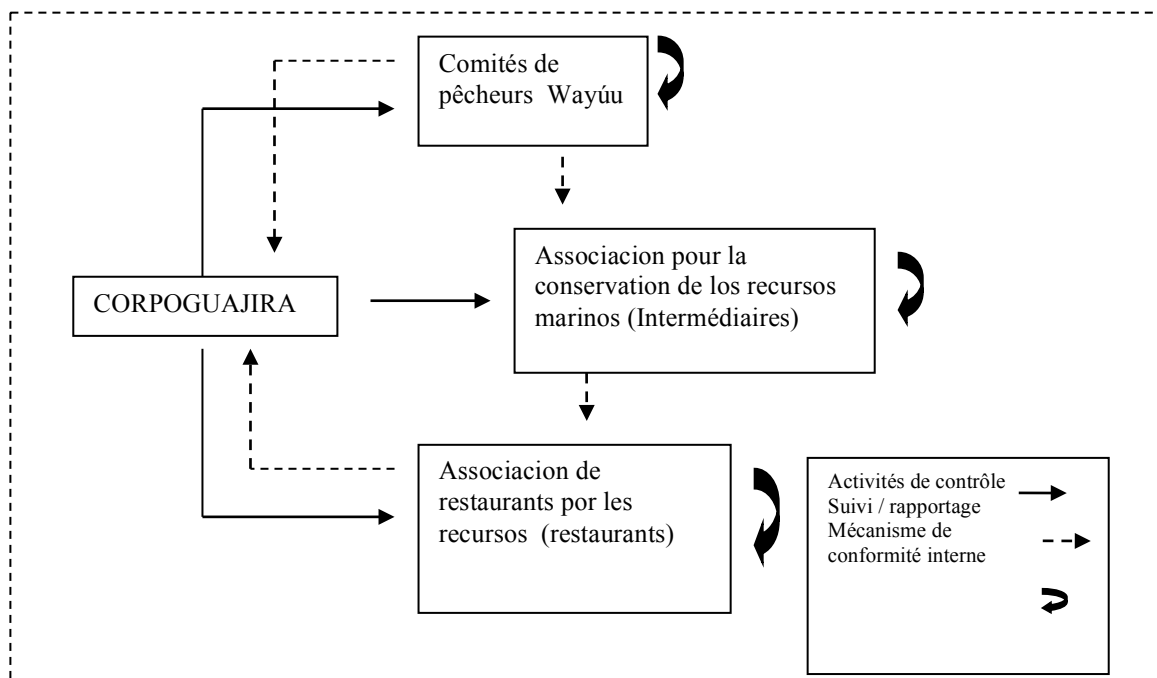 Comités de
pêcheurs Wayúu
Associacion pour la
conservation de los recursos
marinos (Intermédiaires)
CORPOGUAJIRA
Associacion de
restaurants por les
recursos (restaurants)
Activités de contrôle
Suivi / rapportage
Mécanisme de
conformité interne